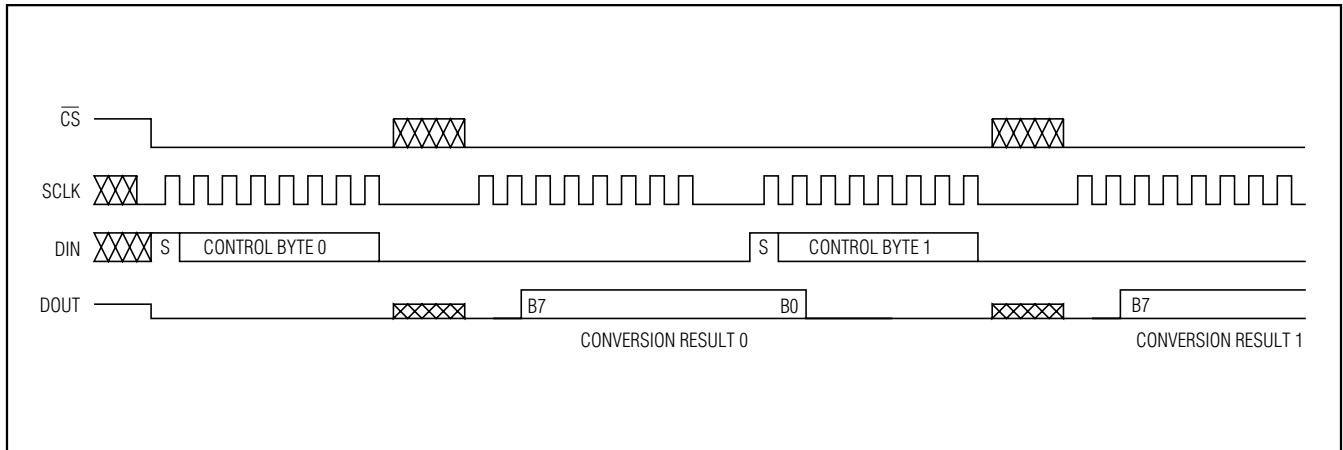 CS
SCLK
DIN S CONTROL BYTE 0 S CONTROL BYTE 1
DOUT B7 B0 B7
CONVERSION RESULT 0 CONVERSION RESULT 1